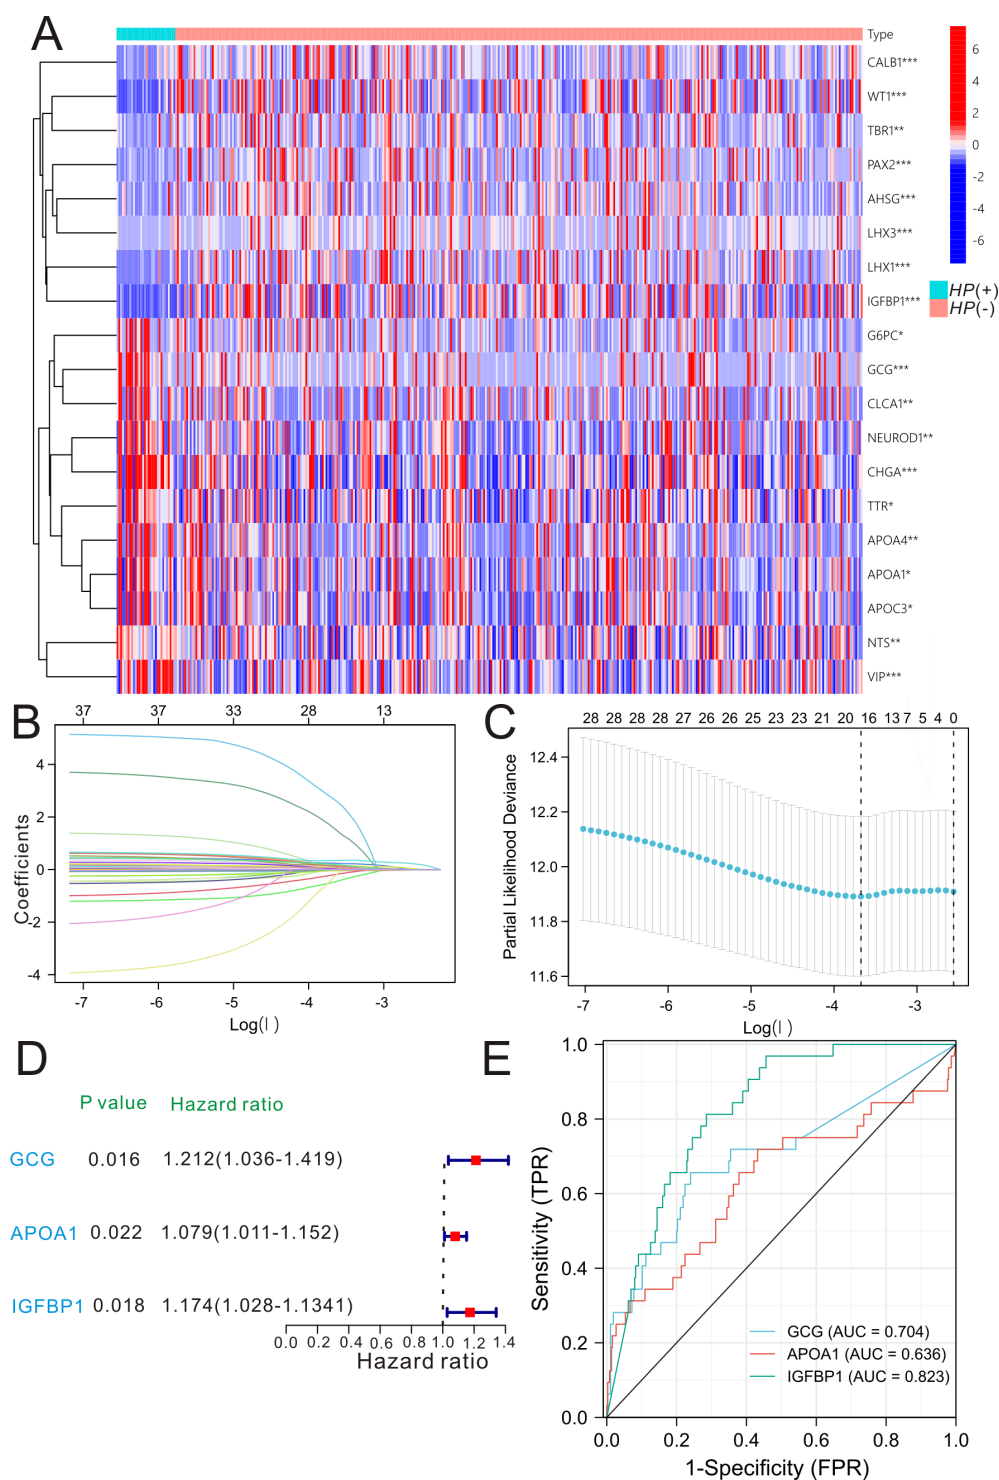 A
Type
CALB1***
WT1***
TBR1**
PAX2***
AHSG***
LHX3***
LHX1***
IGFBP1***
G6PC*
GCG***
CLCA1**
NEUROD1**
CHGA***
TTR*
APOA4**
APOA1*
APOC3*
NTS**
VIP***
6
4
2
0
-2
-4
-6
HP(+)
HP(-)
B
37 37 33 28 13
Coefficients
4
2
0
-2
-4
-7 -6 -5 -4 -3
Log(l)
C
28 28 28 28 27 26 26 25 23 23 21 20 16 13 7 5 4 0
Partial Likelihood Deviance
12.4
12.2
12.0
11.8
11.6
-7 -6 -5 -4 -3
Log(l)
D
P value Hazard ratio
GCG 0.016 1.212(1.036-1.419)
APOA1 0.022 1.079(1.011-1.152)
IGFBP1 0.018 1.174(1.028-1.1341)
0.0 0.2 0.4 0.6 0.8 1.0 1.2 1.4
Hazard ratio
E
Sensitivity (TPR)
1.0
0.8
0.6
0.4
0.2
0.0
GCG (AUC = 0.704)
APOA1 (AUC = 0.636)
IGFBP1 (AUC = 0.823)
0.0 0.2 0.4 0.6 0.8 1.0
1-Specificity (FPR)